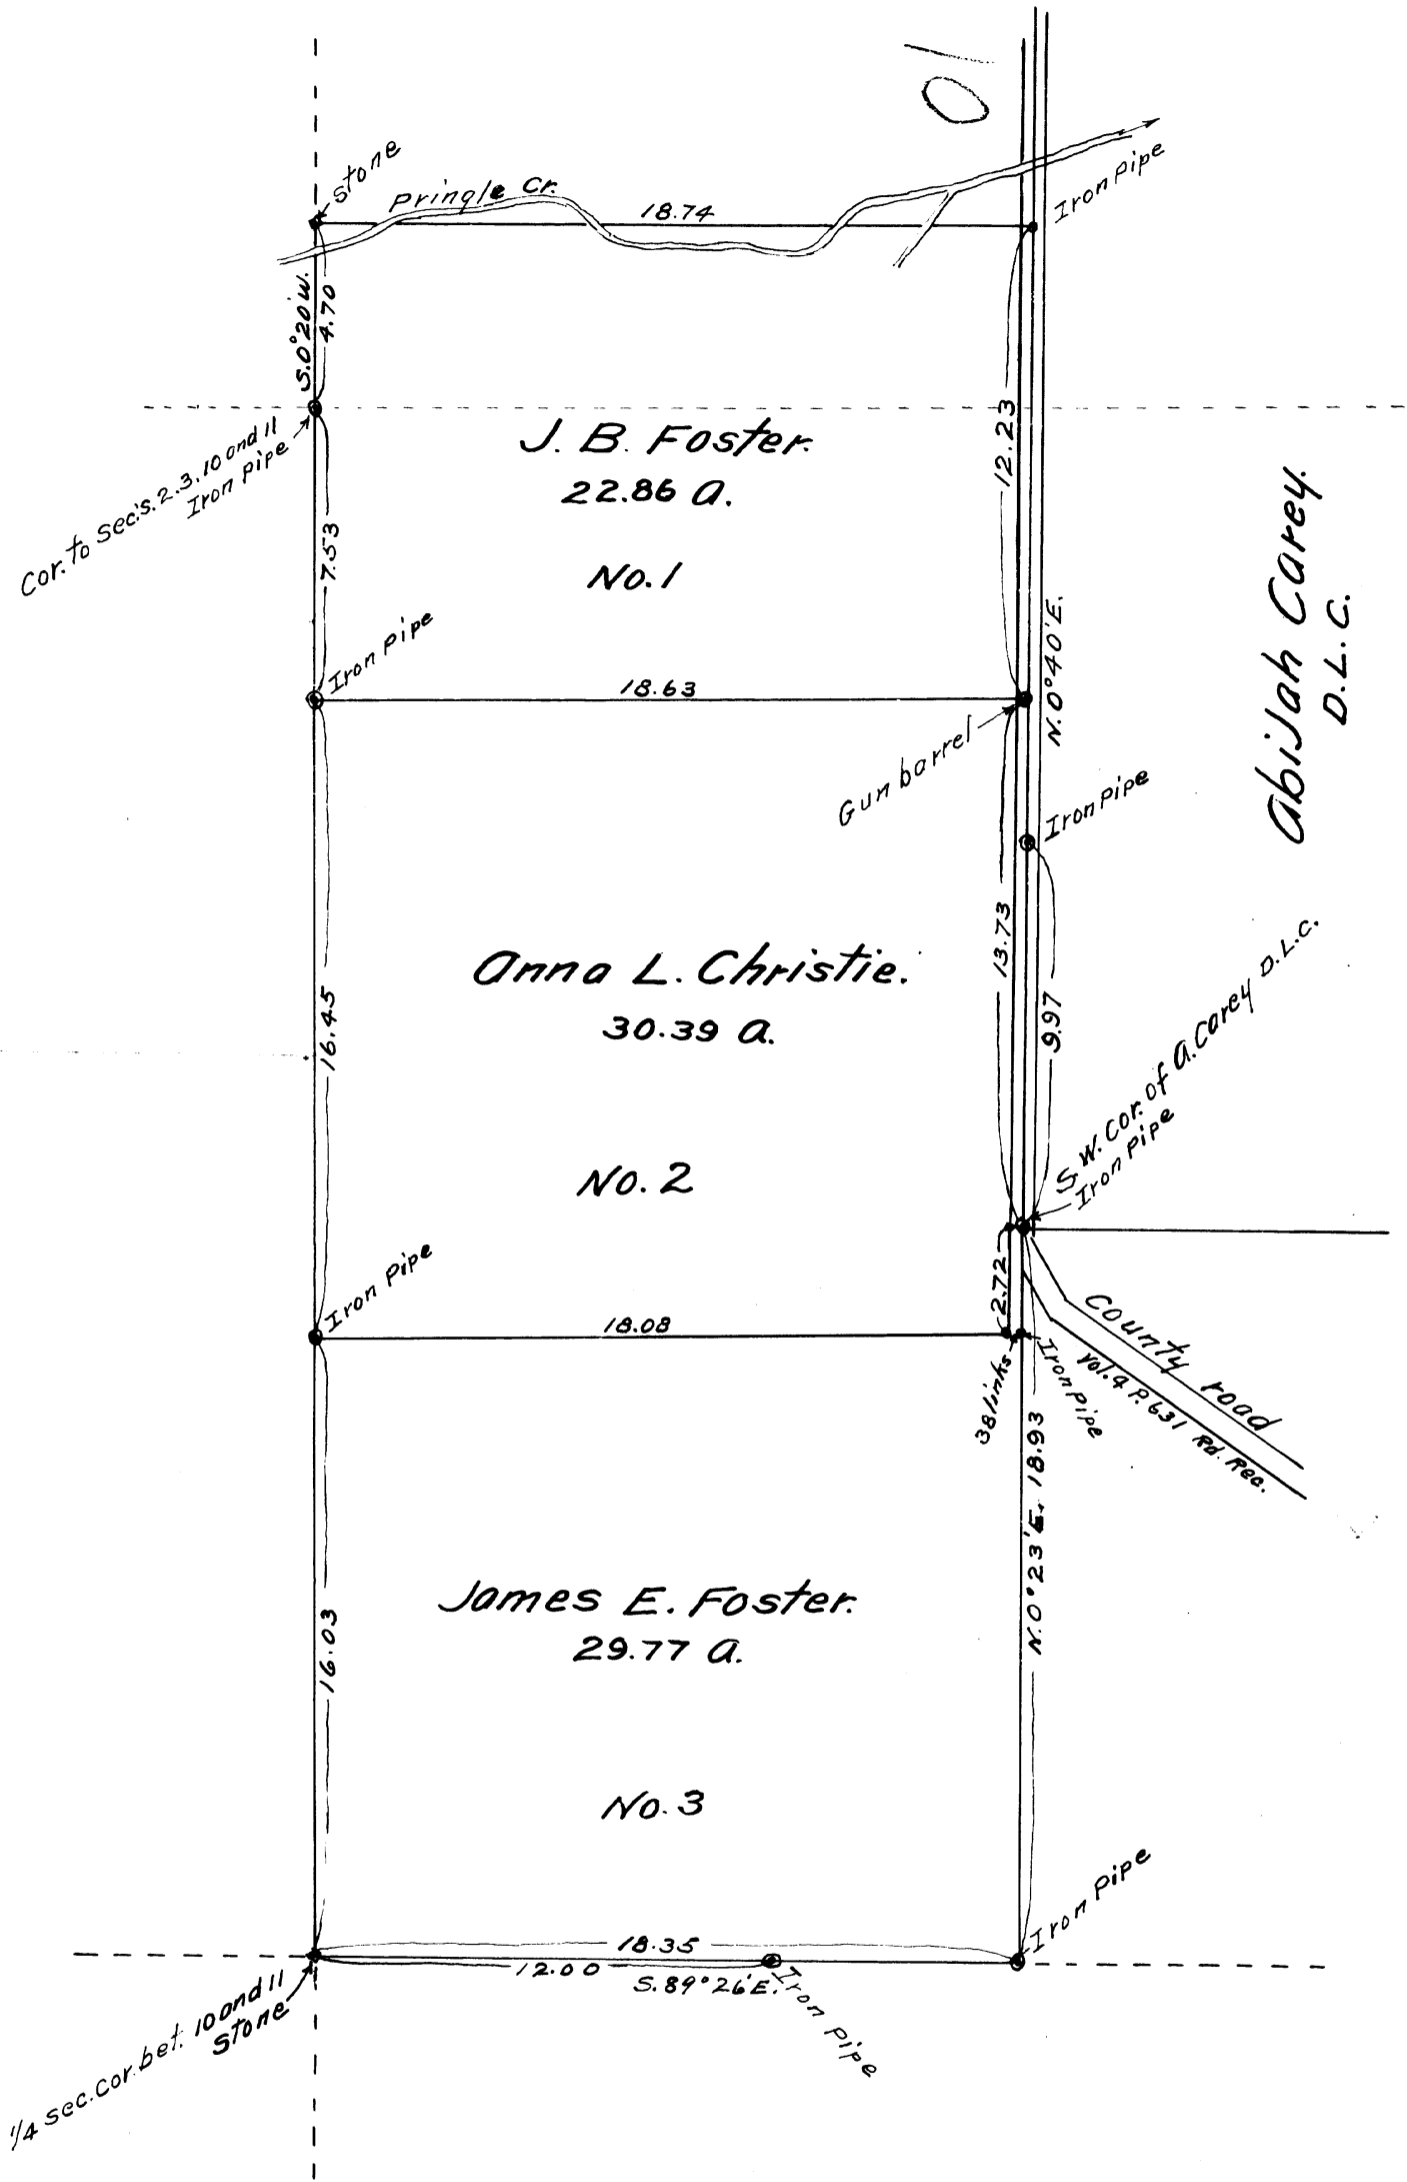 Stone
Pringle Cr.
18.74
Iron pipe
S.0°20'W.
4.70
Cor. to Sec's. 2.3.10 and 11
Iron pipe
J. B. Foster.
22.86 A.
No. 1
12.23
7.53
Iron pipe
18.63
N.0°40'E.
Abijah Carey.
D.L.C.
Gun barrel
Iron pipe
Anna L. Christie.
30.39 A.
No. 2
16.45
13.73
9.97
S.W. Cor. of A. Carey D.L.C.
Iron pipe
Iron pipe
18.08
2.72
38 links
Iron pipe
County road
Vol. 4 P. 631 Rd. Rec.
James E. Foster.
29.77 A.
No. 3
16.03
N.0°23'E. 18.93
Iron pipe
18.35
12.00
S.89°26'E.
Iron pipe
1/4 sec. cor. bet. 10 and 11
Stone